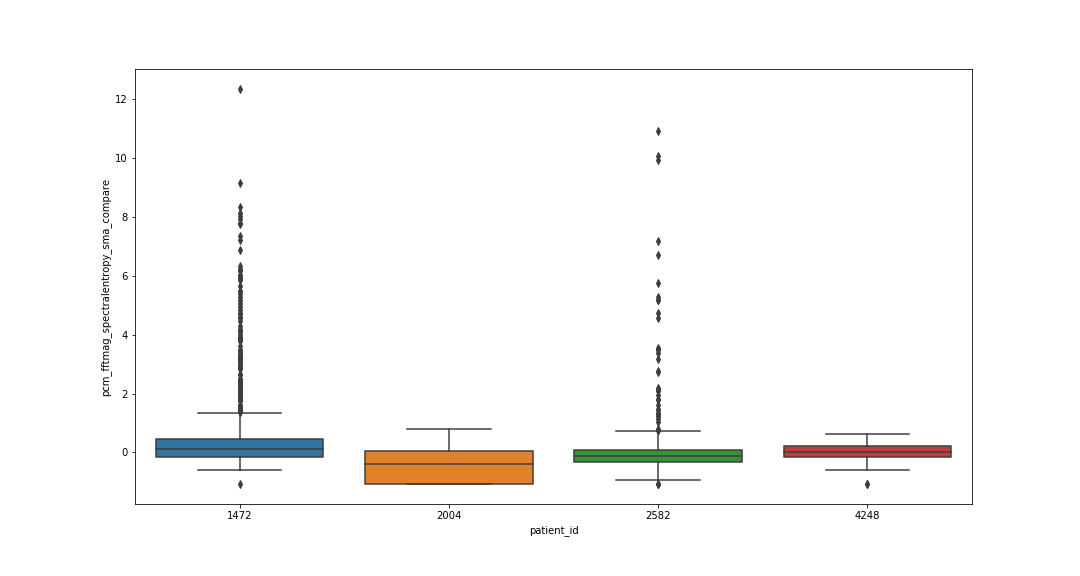 12
10
8
6
4
2
0
pcm_fftmag_spectralentropy_sma_compare
1472 2004 2582 4248
patient_id